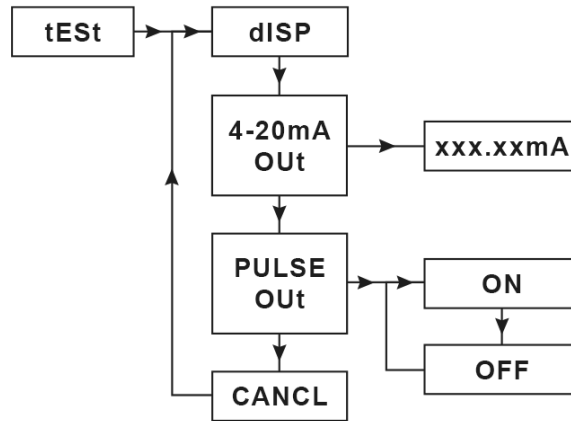 tESt
dISP
4-20mA
OUt
xxx.xxmA
PULSE
OUt
ON
OFF
CANCL